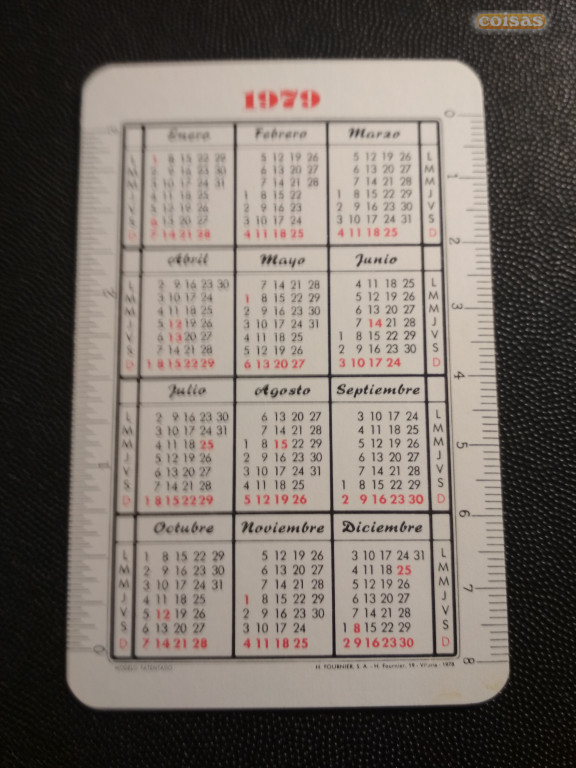 coisas
1979
Enero Febrero Marzo
L 1 8 15 22 29 5 12 19 26 5 12 19 26 L
M 2 9 16 23 30 6 13 20 27 6 13 20 27 M
M 3 10 17 24 31 7 14 21 28 7 14 21 28 M
J 4 11 18 25 1 8 15 22 1 8 15 22 29 J
V 5 12 19 26 2 9 16 23 2 9 16 23 30 V
S 6 13 20 27 3 10 17 24 3 10 17 24 31 S
D 7 14 21 28 4 11 18 25 4 11 18 25 D
Abril Mayo Junio
L 2 9 16 23 30 7 14 21 28 4 11 18 25 L
M 3 10 17 24 1 8 15 22 29 5 12 19 26 M
M 4 11 18 25 2 9 16 23 30 6 13 20 27 M
J 5 12 19 26 3 10 17 24 31 7 14 21 28 J
V 6 13 20 27 4 11 18 25 1 8 15 22 29 V
S 7 14 21 28 5 12 19 26 2 9 16 23 30 S
D 1 8 15 22 29 6 13 20 27 3 10 17 24 D
Julio Agosto Septiembre
L 2 9 16 23 30 6 13 20 27 3 10 17 24 L
M 3 10 17 24 31 7 14 21 28 4 11 18 25 M
M 4 11 18 25 1 8 15 22 29 5 12 19 26 M
J 5 12 19 26 2 9 16 23 30 6 13 20 27 J
V 6 13 20 27 3 10 17 24 31 7 14 21 28 V
S 7 14 21 28 4 11 18 25 1 8 15 22 29 S
D 1 8 15 22 29 5 12 19 26 2 9 16 23 30 D
Octubre Noviembre Diciembre
L 1 8 15 22 29 5 12 19 26 3 10 17 24 31 L
M 2 9 16 23 30 6 13 20 27 4 11 18 25 M
M 3 10 17 24 31 7 14 21 28 5 12 19 26 M
J 4 11 18 25 1 8 15 22 29 6 13 20 27 J
V 5 12 19 26 2 9 16 23 30 7 14 21 28 V
S 6 13 20 27 3 10 17 24 1 8 15 22 29 S
D 7 14 21 28 4 11 18 25 2 9 16 23 30 D
H. FOURNIER, S. A. - H. Fournier, 19 - Vitoria - 1978
0
1
2
3
4
5
6
7
8